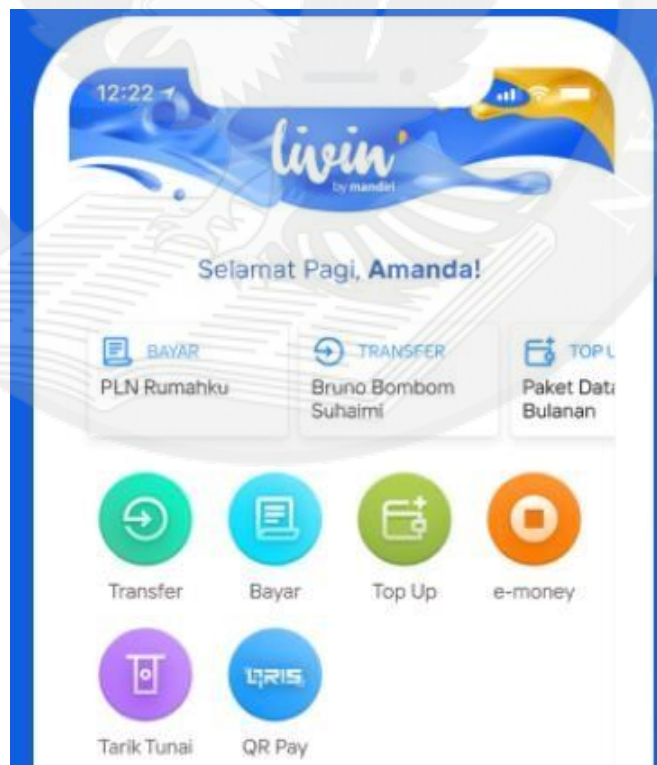 12:22
livin'
by mandiri
Selamat Pagi, Amanda!
BAYAR
PLN Rumahku
TRANSFER
Bruno Bombom
Suhaimi
TOP U
Paket Data
Bulanan
Transfer
Bayar
Top Up
e-money
QRIS
Tarik Tunai
QR Pay